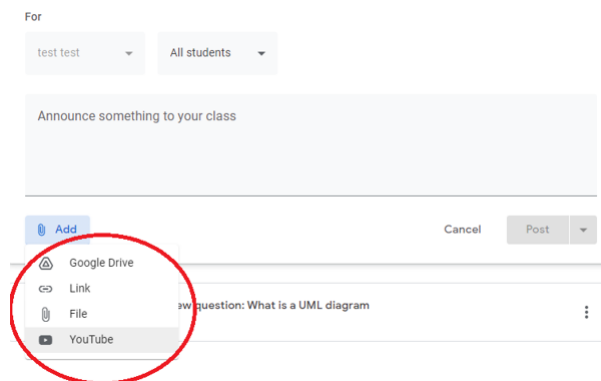 For
test test All students
Announce something to your class
Add Cancel Post
Google Drive
Link
question: What is a UML diagram
File
YouTube